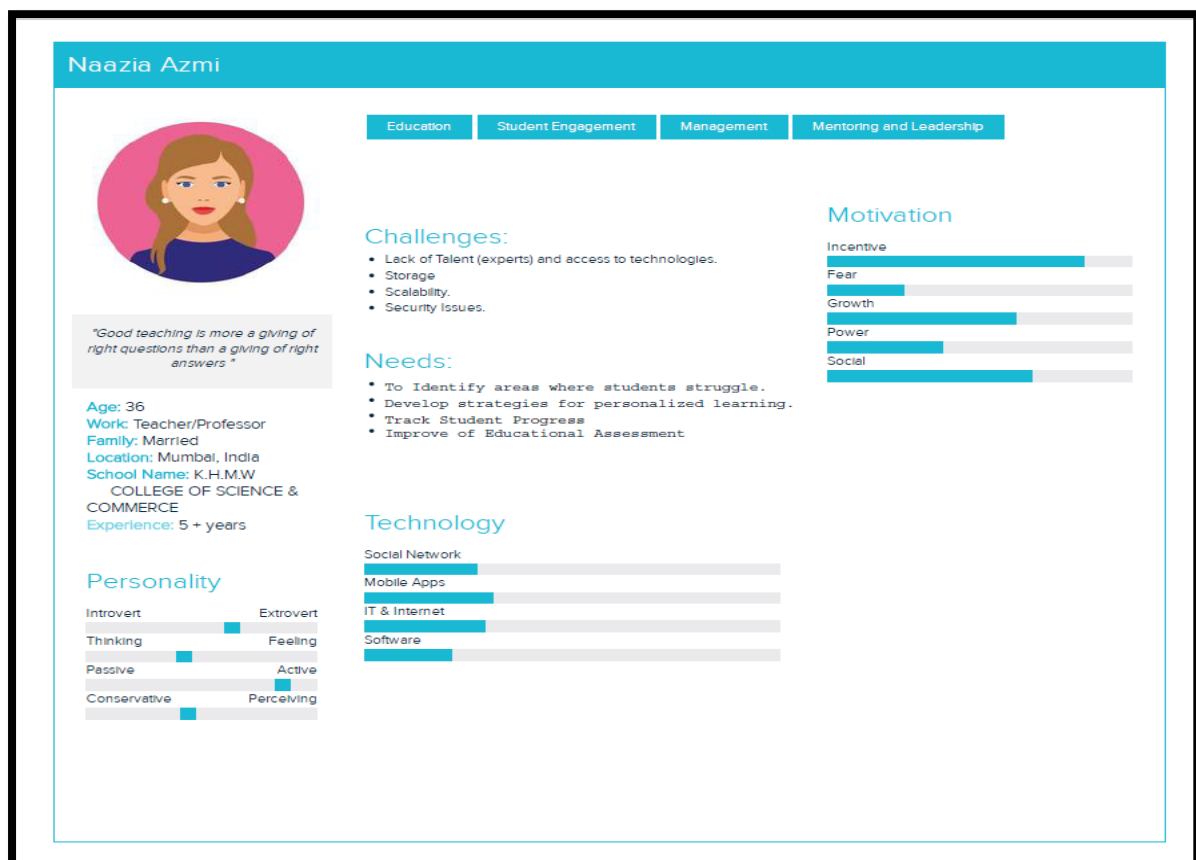 Naazia Azmi
Education
Student Engagement
Management
Mentoring and Leadership
"Good teaching is more a giving of
right questions than a giving of right
answers "
Age: 36
Work: Teacher/Professor
Family: Married
Location: Mumbai, India
School Name: K.H.M.W
COLLEGE OF SCIENCE &
COMMERCE
Experience: 5 + years
Personality
Introvert Extrovert
Thinking Feeling
Passive Active
Conservative Perceiving
Challenges:
• Lack of Talent (experts) and access to technologies.
• Storage
• Scalability.
• Security Issues.
Needs:
• To Identify areas where students struggle.
• Develop strategies for personalized learning.
• Track Student Progress
• Improve of Educational Assessment
Technology
Social Network
Mobile Apps
IT & Internet
Software
Motivation
Incentive
Fear
Growth
Power
Social